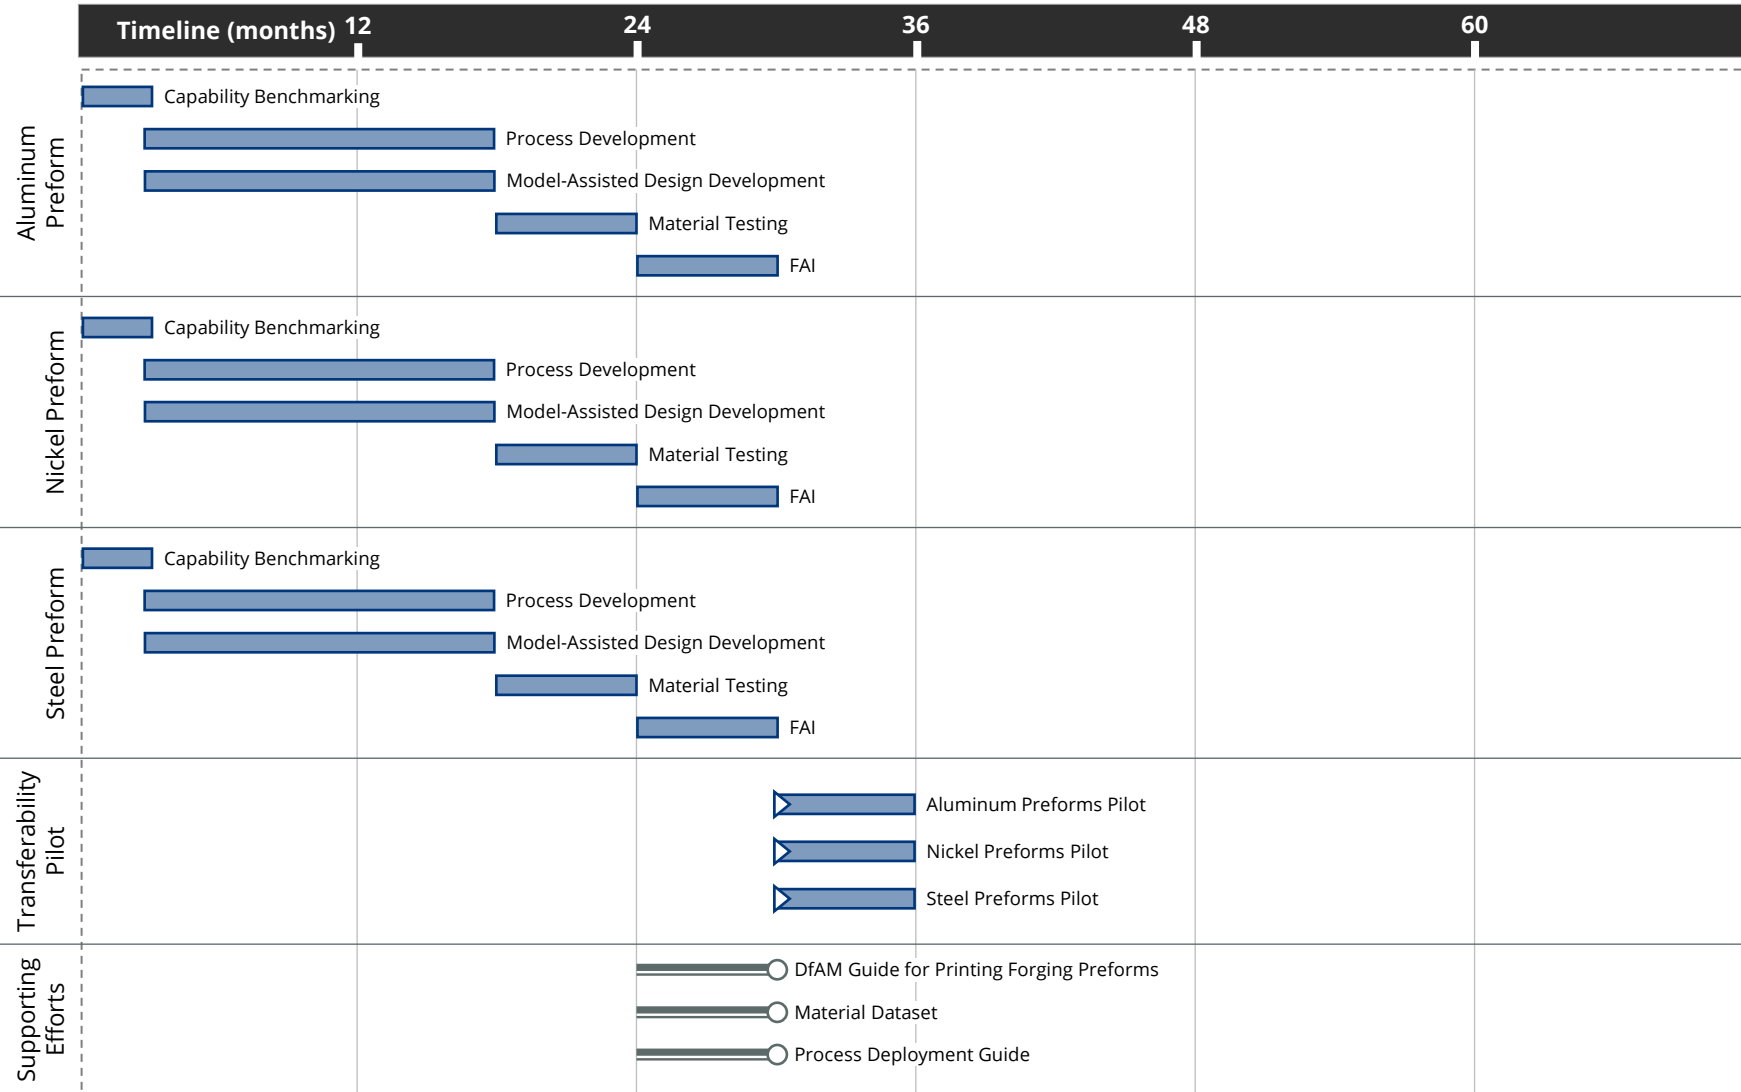 Timeline (months) 12 24 36 48 60
Aluminum
Preform
Capability Benchmarking
Process Development
Model-Assisted Design Development
Material Testing
FAI
Nickel Preform
Capability Benchmarking
Process Development
Model-Assisted Design Development
Material Testing
FAI
Steel Preform
Capability Benchmarking
Process Development
Model-Assisted Design Development
Material Testing
FAI
Transferability
Pilot
Aluminum Preforms Pilot
Nickel Preforms Pilot
Steel Preforms Pilot
Supporting
Efforts
DfAM Guide for Printing Forging Preforms
Material Dataset
Process Deployment Guide